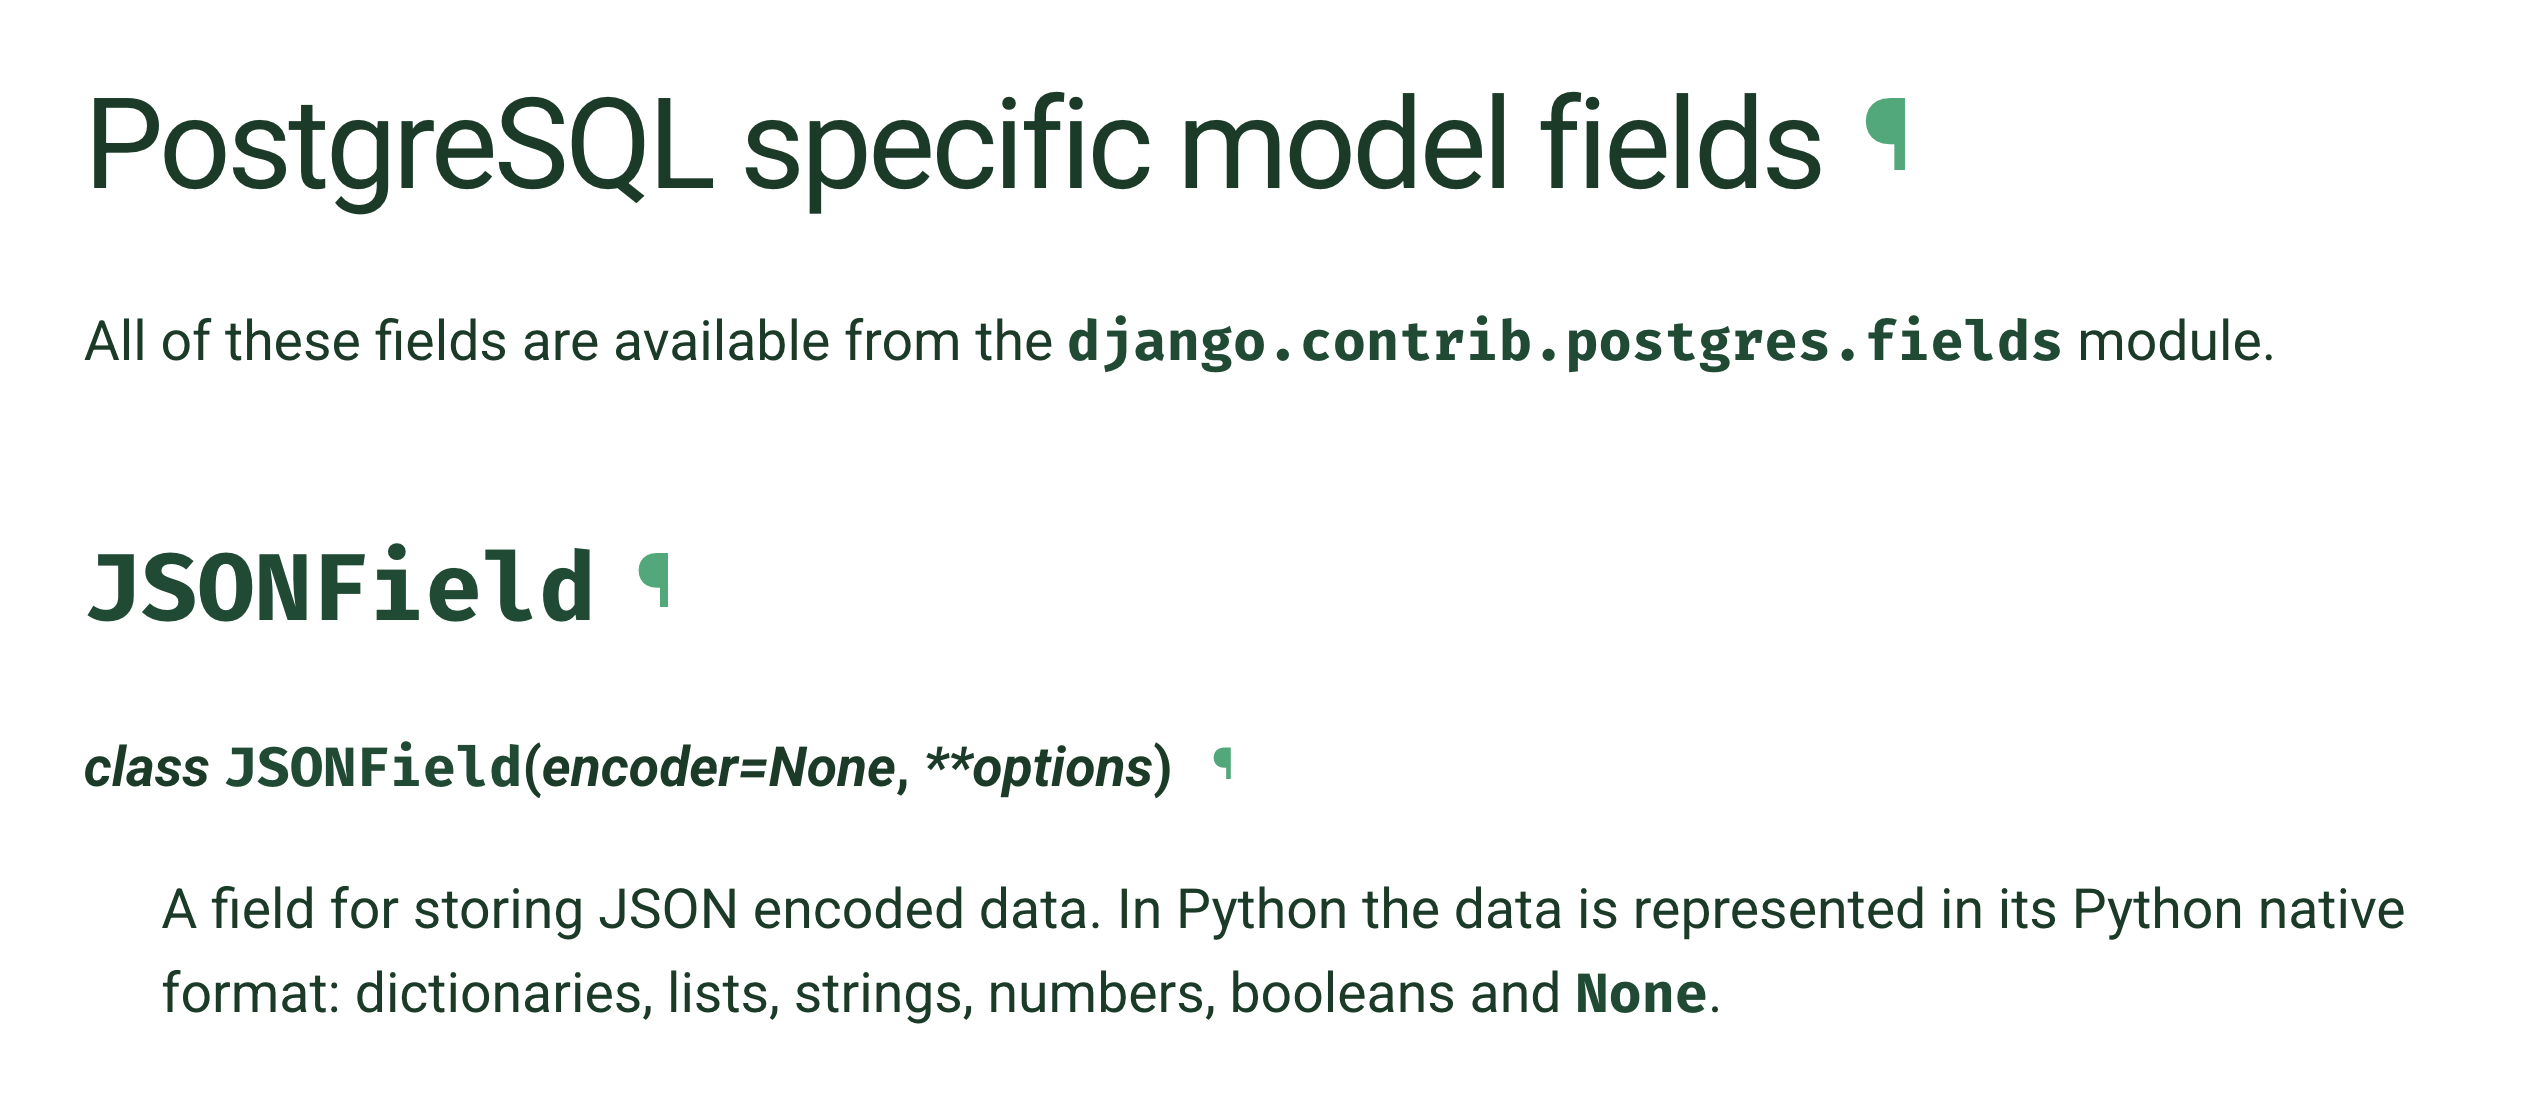 PostgreSQL specific model fields ¶
All of these fields are available from the django.contrib.postgres.fields module.
JSONField ¶
class JSONField(encoder=None, **options) ¶
A field for storing JSON encoded data. In Python the data is represented in its Python native
format: dictionaries, lists, strings, numbers, booleans and None.